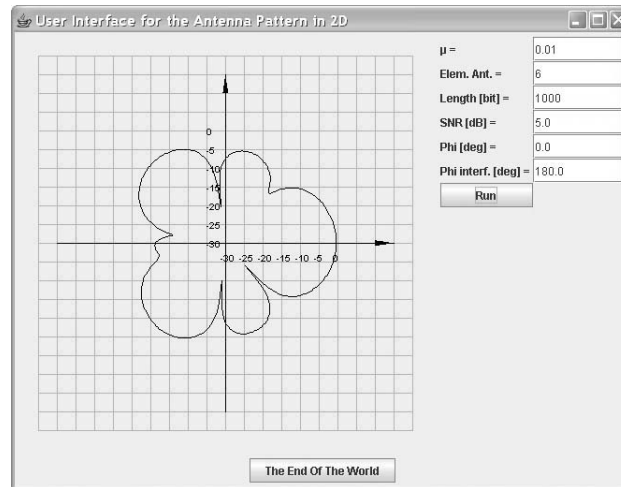 User Interface for the Antenna Pattern in 2D
μ = 0.01
Elem. Ant. = 6
Length [bit] = 1000
SNR [dB] = 5.0
Phi [deg] = 0.0
Phi interf. [deg] = 180.0
Run
0
-5
-10
-15
-20
-25
-30
-30 -25 -20 -15 -10 -5 0
The End Of The World